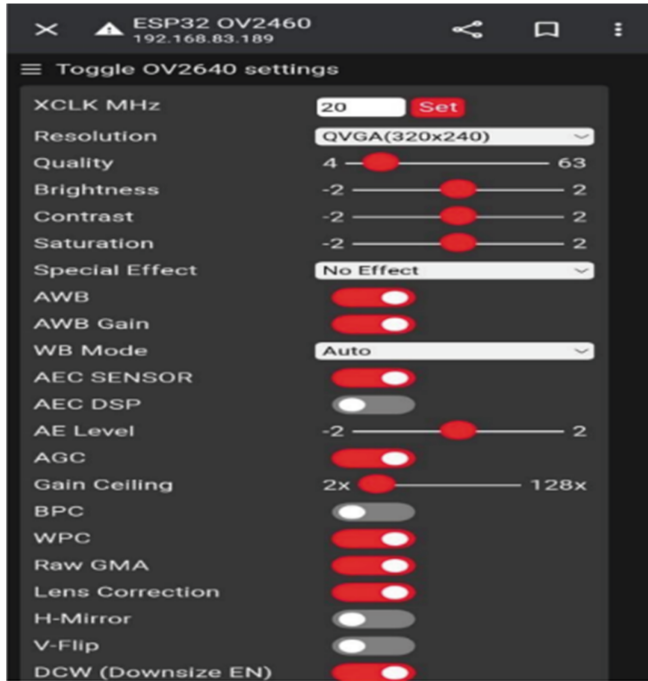 ESP32 OV2460
192.168.83.189
Toggle OV2640 settings
XCLK MHz 20 Set
Resolution QVGA(320x240)
Quality 4 63
Brightness -2 2
Contrast -2 2
Saturation -2 2
Special Effect No Effect
AWB
AWB Gain
WB Mode Auto
AEC SENSOR
AEC DSP
AE Level -2 2
AGC
Gain Ceiling 2x 128x
BPC
WPC
Raw GMA
Lens Correction
H-Mirror
V-Flip
DCW (Downsize EN)